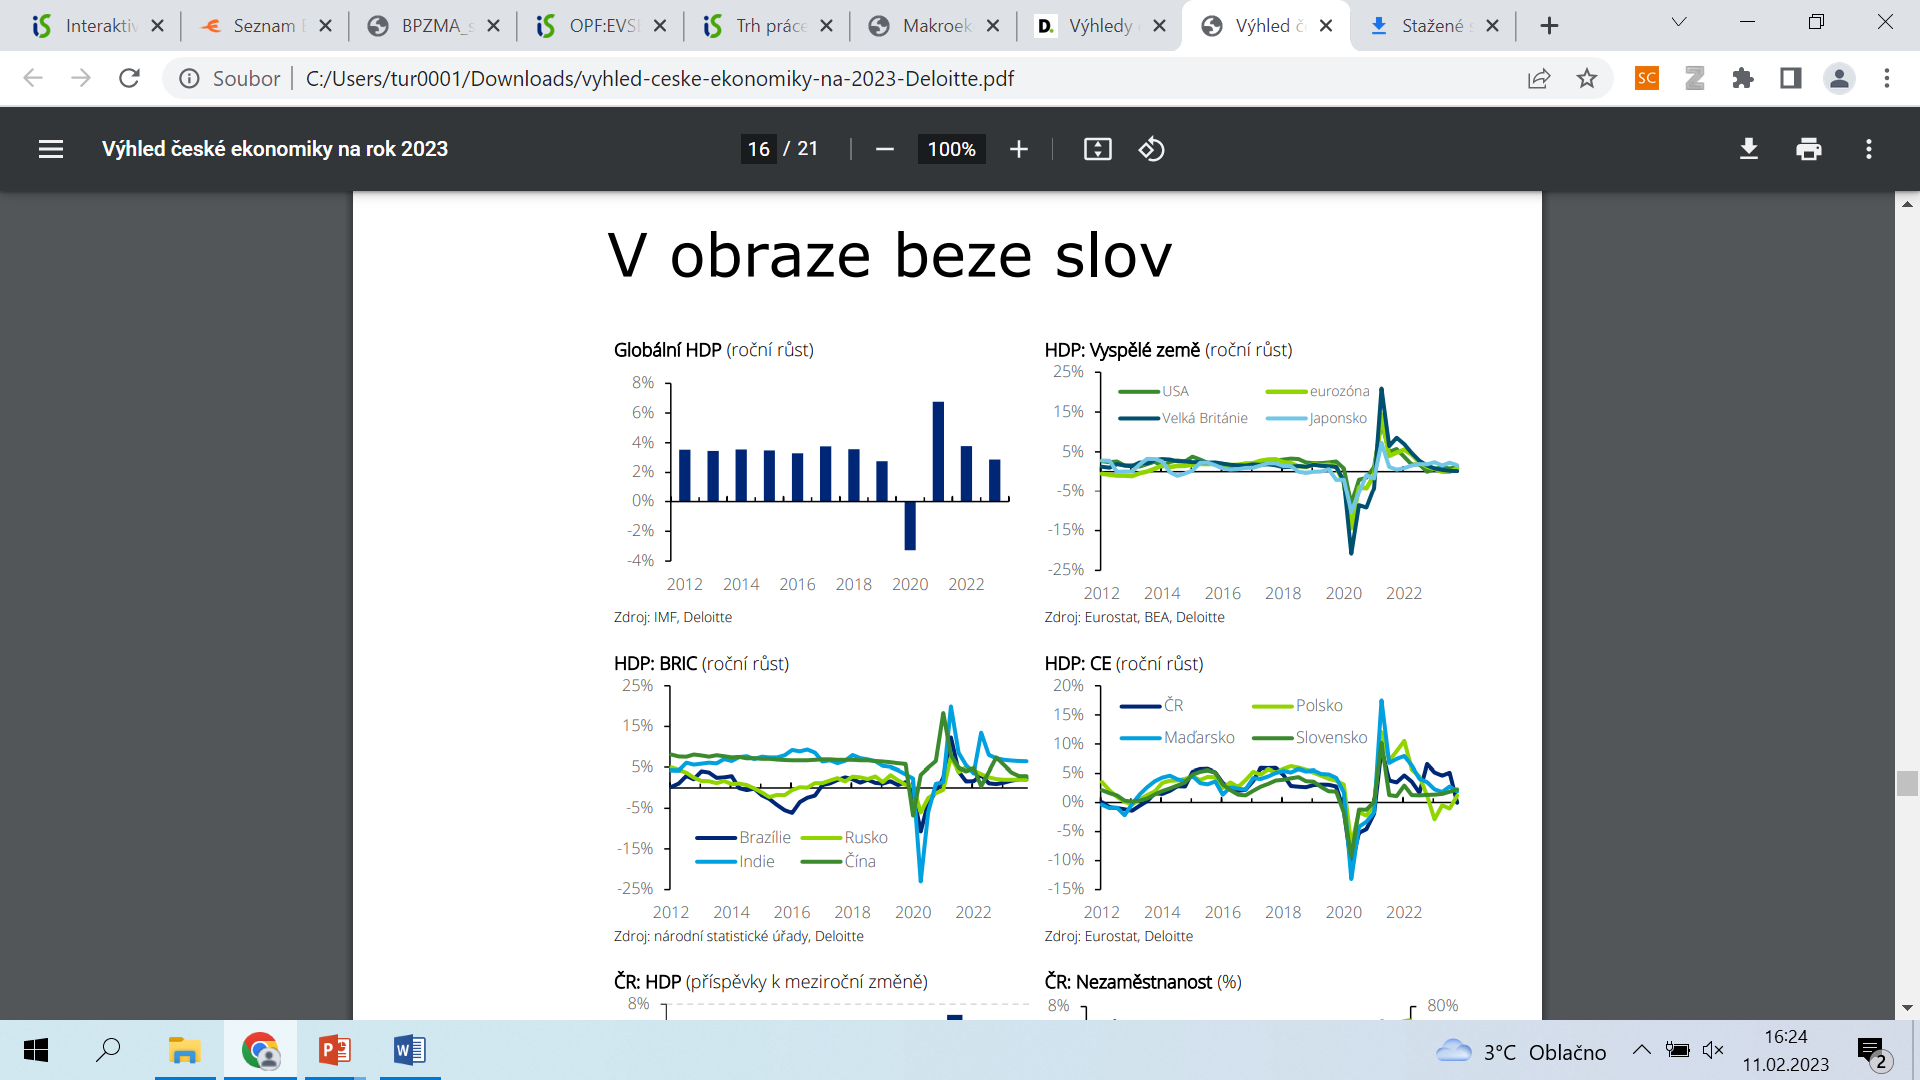 Interaktiv
Seznam E
BPZMA_s
OPF:EVS
Trh práce
Makroek
D. Výhledy
Výhled č
Stažené s
Soubor C:/Users/tur0001/Downloads/vyhled-ceske-ekonomiky-na-2023-Deloitte.pdf
SC
Výhled české ekonomiky na rok 2023
16 / 21
100%
V obraze beze slov
Globální HDP (roční růst)
8%
6%
4%
2%
0%
-2%
-4%
2012 2014 2016 2018 2020 2022
Zdroj: IMF, Deloitte
HDP: Vyspělé země (roční růst)
25%
15%
5%
-5%
-15%
-25%
USA eurozóna
Velká Británie Japonsko
2012 2014 2016 2018 2020 2022
Zdroj: Eurostat, BEA, Deloitte
HDP: BRIC (roční růst)
25%
15%
5%
-5%
-15%
-25%
Brazílie Rusko
Indie Čína
2012 2014 2016 2018 2020 2022
Zdroj: národní statistické úřady, Deloitte
HDP: CE (roční růst)
20%
15%
10%
5%
0%
-5%
-10%
-15%
ČR Polsko
Maďarsko Slovensko
2012 2014 2016 2018 2020 2022
Zdroj: Eurostat, Deloitte
ČR: HDP (příspěvky k meziroční změně)
8%
ČR: Nezaměstnanost (%)
8% 80%
3°C Oblačno
16:24
11.02.2023
2